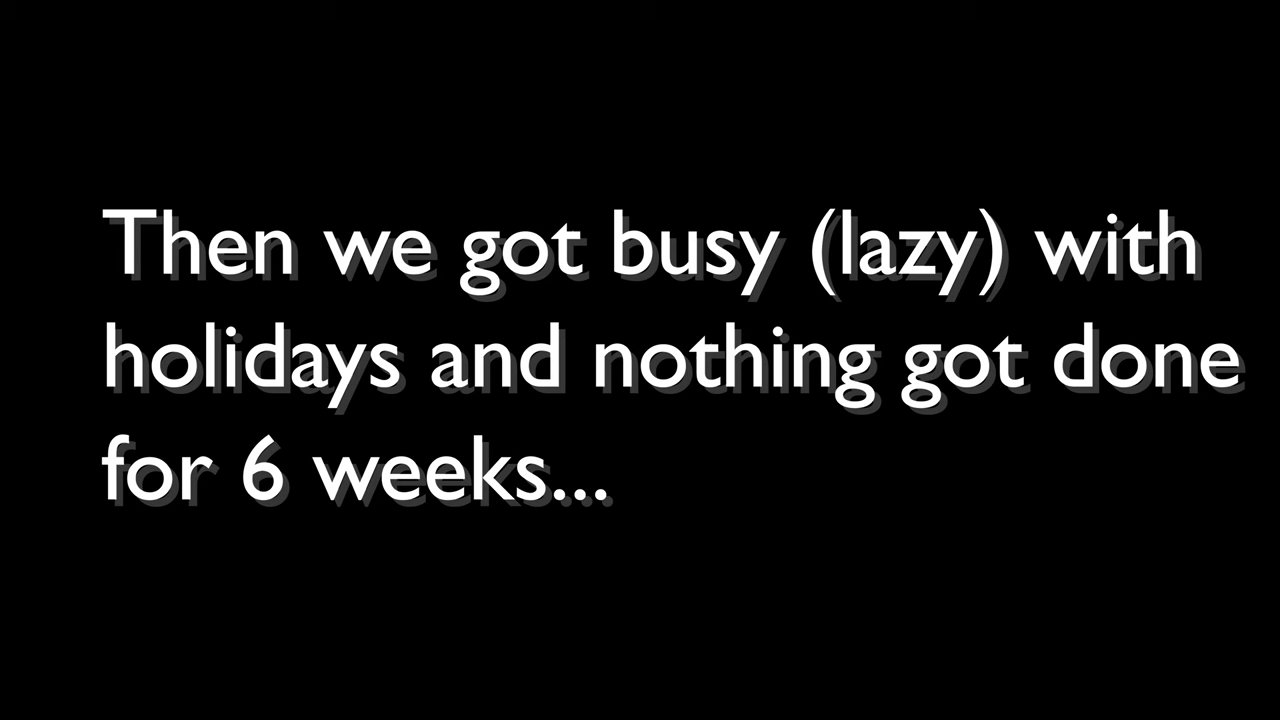 Then we got busy (lazy) with
holidays and nothing got done
for 6 weeks...